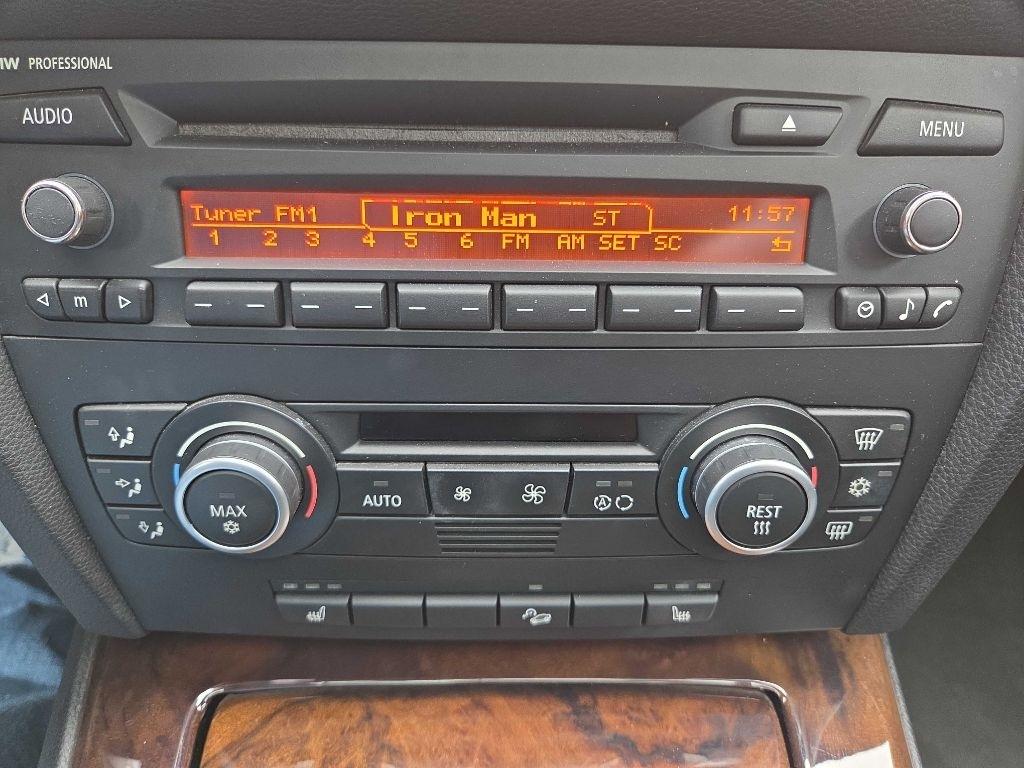 PROFESSIONAL
AUDIO
MENU
Tuner FM1 Iron Man ST 11:57
1 2 3 4 5 6 FM AM SET SC
m
MAX
AUTO
REST